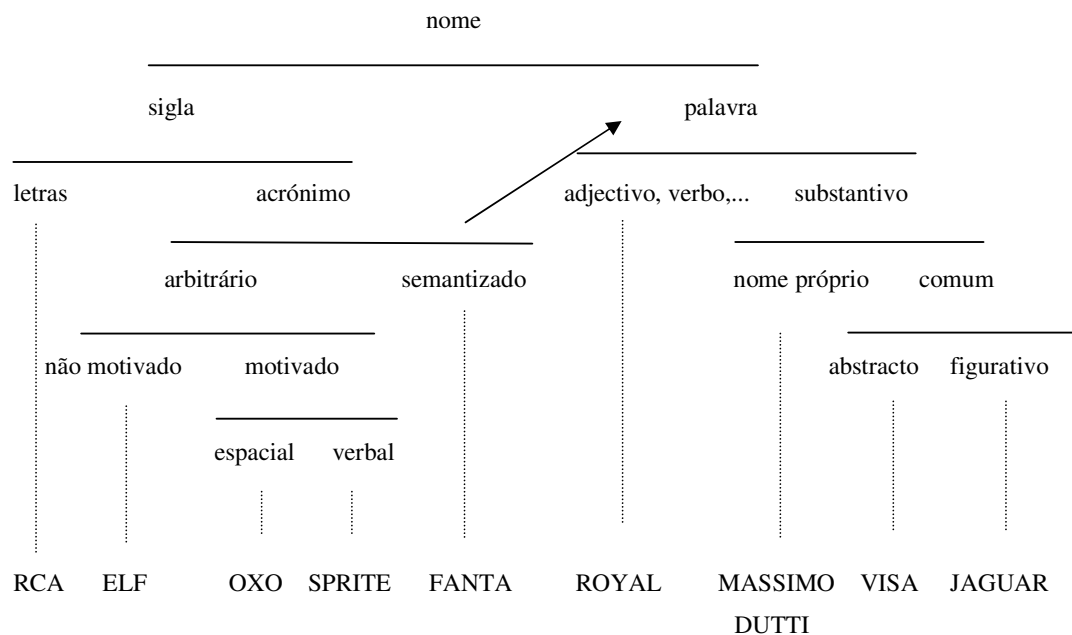 nome
sigla palavra
letras acrónimo adjectivo, verbo,... substantivo
arbitrário semantizado nome próprio comum
não motivado motivado abstracto figurativo
espacial verbal
RCA ELF OXO SPRITE FANTA ROYAL MASSIMO VISA JAGUAR
DUTTI